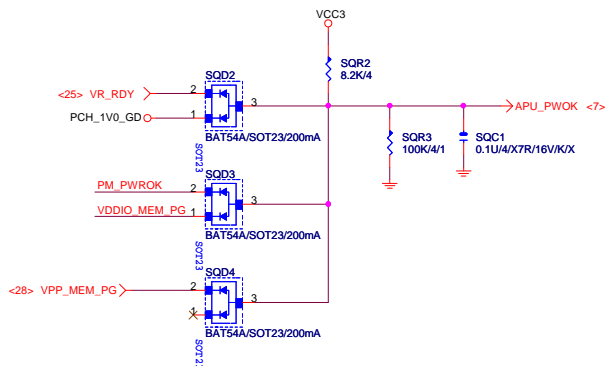 VCC3
SQR2
8.2K/4
SQD2
<25> VR_RDY
2
3
PCH_1V0_GD
1
APU_PWOK <7>
BAT54A/SOT23/200mA
SOT23
SQR3
100K/4/1
SQC1
0.1U/4/X7R/16V/K/X
SQD3
PM_PWROK
2
3
VDDIO_MEM_PG
1
BAT54A/SOT23/200mA
SOT23
SQD4
<28> VPP_MEM_PG
2
3
1
BAT54A/SOT23/200mA